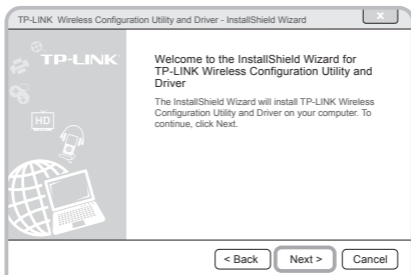 TP-LINK Wireless Configuration Utility and Driver - InstallShield Wizard
x
TP-LINK
HD
Welcome to the InstallShield Wizard for
TP-LINK Wireless Configuration Utility and
Driver
The InstallShield Wizard will install TP-LINK Wireless
Configuration Utility and Driver on your computer. To
continue, click Next.
< Back
Next >
Cancel